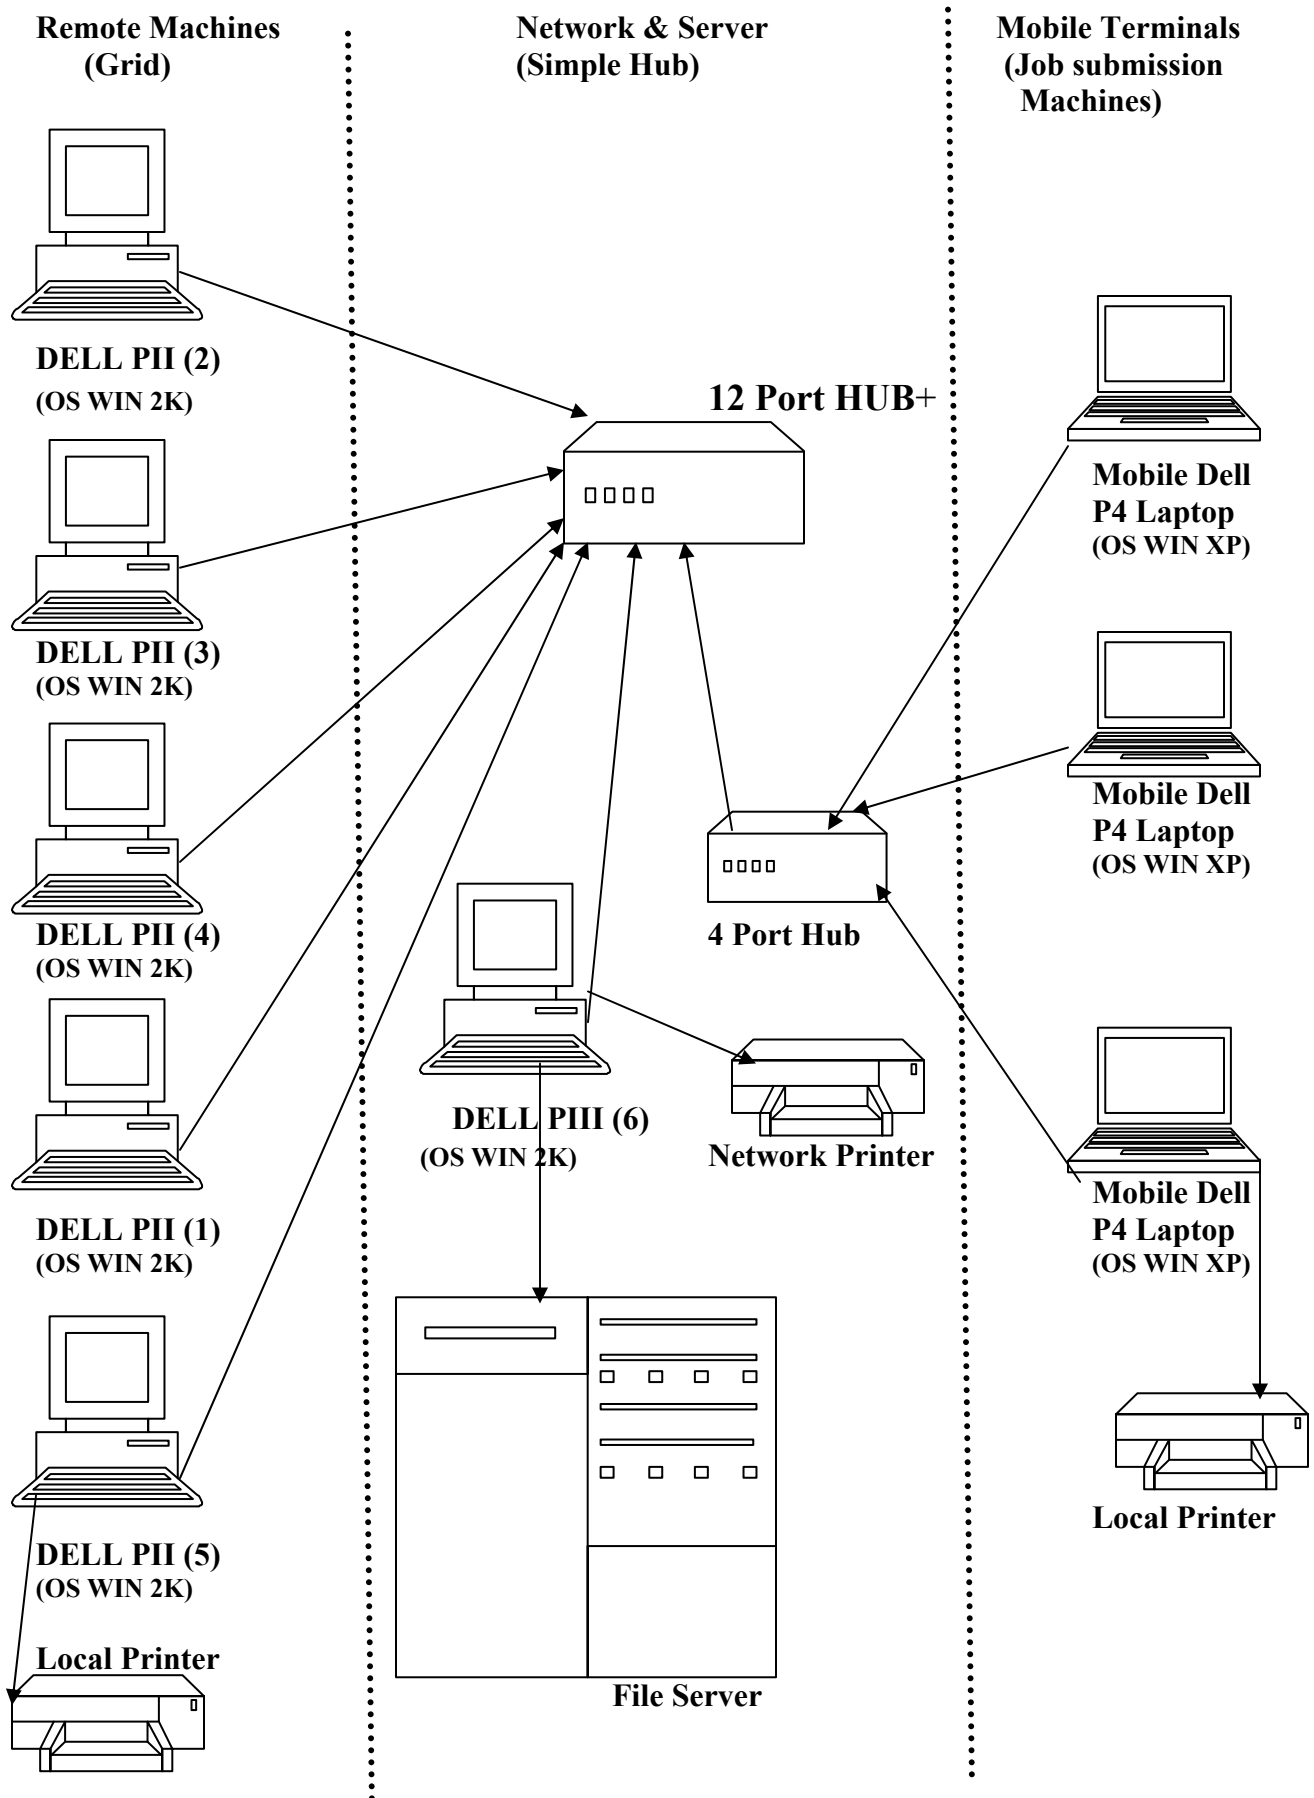 Remote Machines
(Grid)
Network & Server
(Simple Hub)
Mobile Terminals
(Job submission
Machines)
DELL PII (2)
(OS WIN 2K)
DELL PII (3)
(OS WIN 2K)
DELL PII (4)
(OS WIN 2K)
DELL PII (1)
(OS WIN 2K)
DELL PII (5)
(OS WIN 2K)
Local Printer
12 Port HUB+
4 Port Hub
DELL PIII (6)
(OS WIN 2K)
Network Printer
File Server
Mobile Dell
P4 Laptop
(OS WIN XP)
Mobile Dell
P4 Laptop
(OS WIN XP)
Mobile Dell
P4 Laptop
(OS WIN XP)
Local Printer